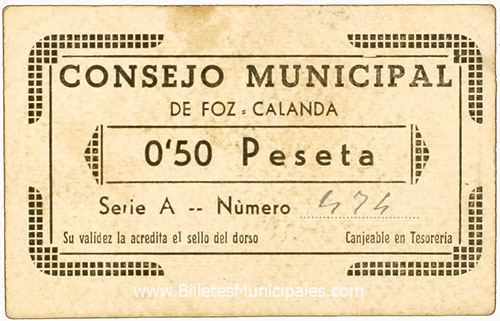 CONSEJO MUNICIPAL
DE FOZ - CALANDA
0'50 Peseta
Serie A -- Nùmero 474
Su validez la acredita el sello del dorso Canjeable en Tesoreria
www.BilletesMunicipales.com